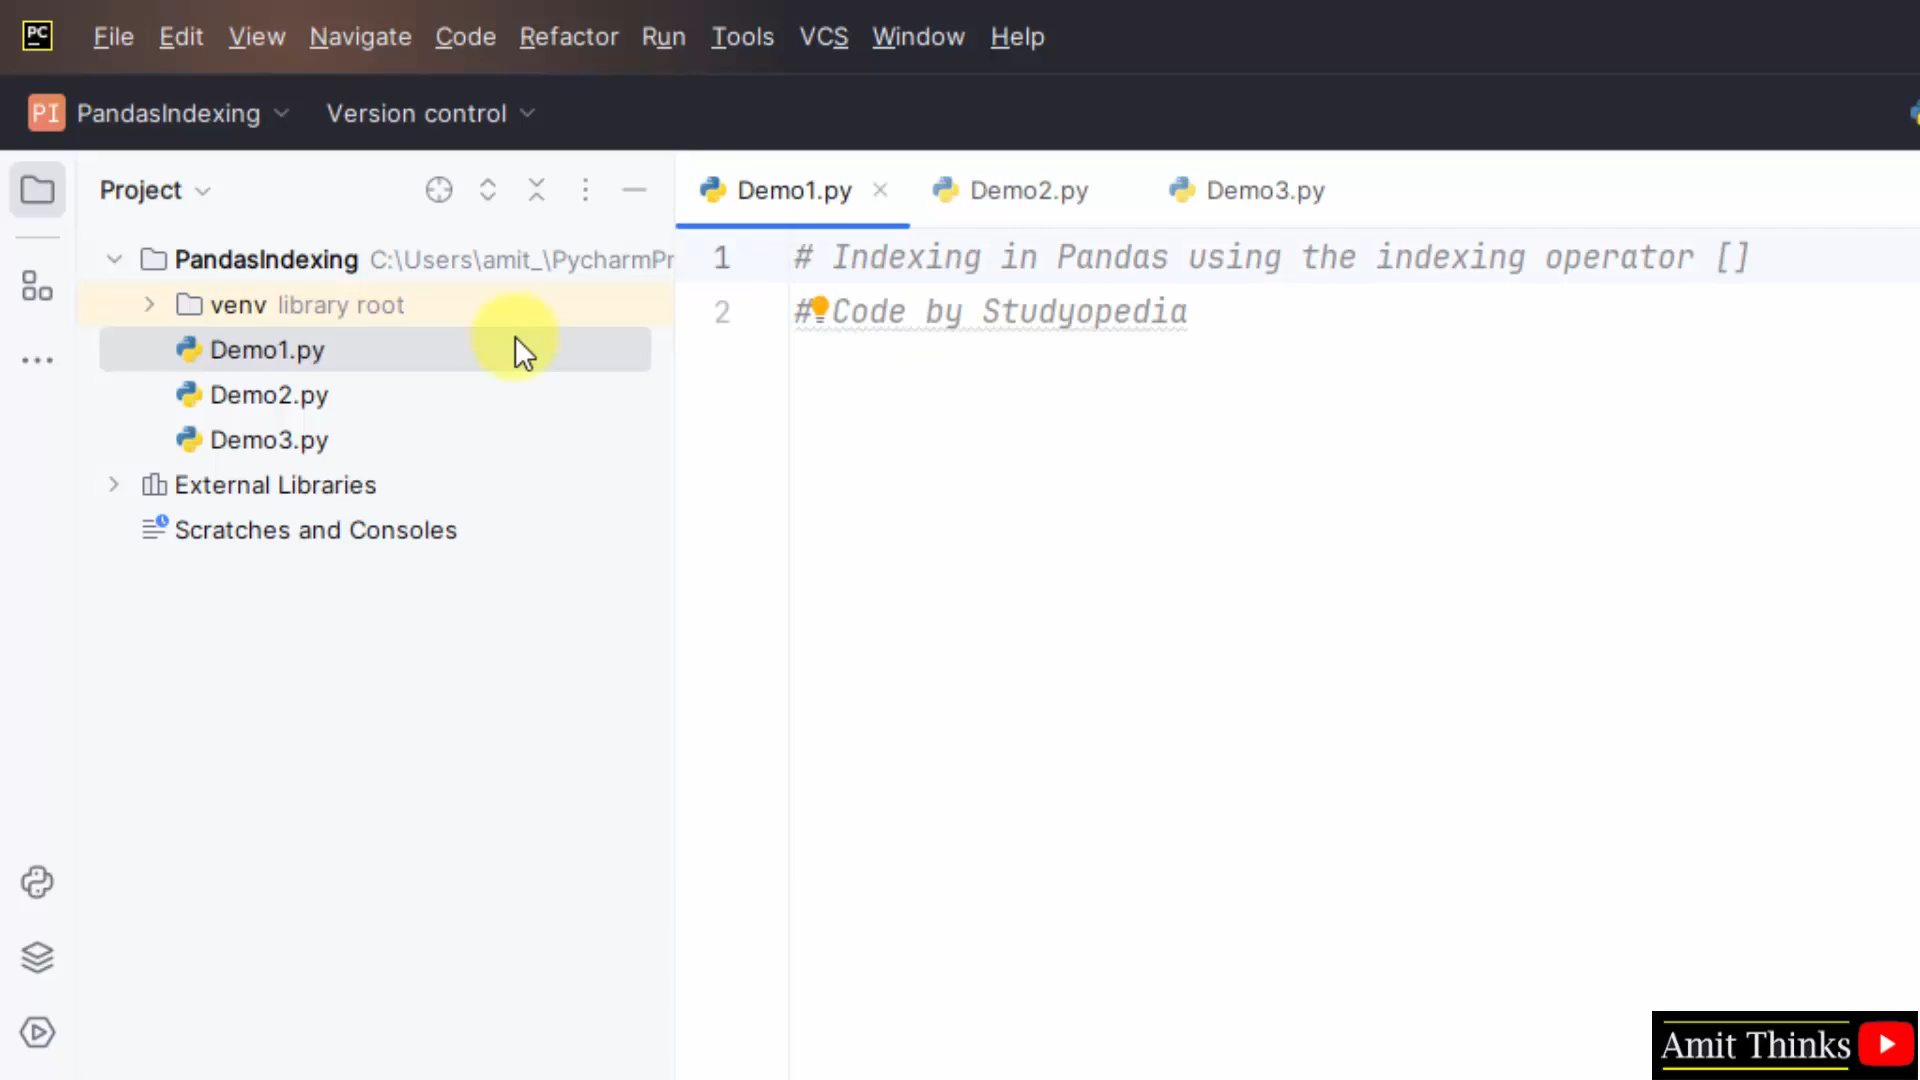 PC
File Edit View Navigate Code Refactor Run Tools VCS Window Help
PI PandasIndexing Version control
Project
Demo1.py Demo2.py Demo3.py
PandasIndexing C:\Users\amit_\PycharmPr
venv library root
Demo1.py
Demo2.py
Demo3.py
External Libraries
Scratches and Consoles
1 # Indexing in Pandas using the indexing operator []
2 # Code by Studyopedia
Amit Thinks